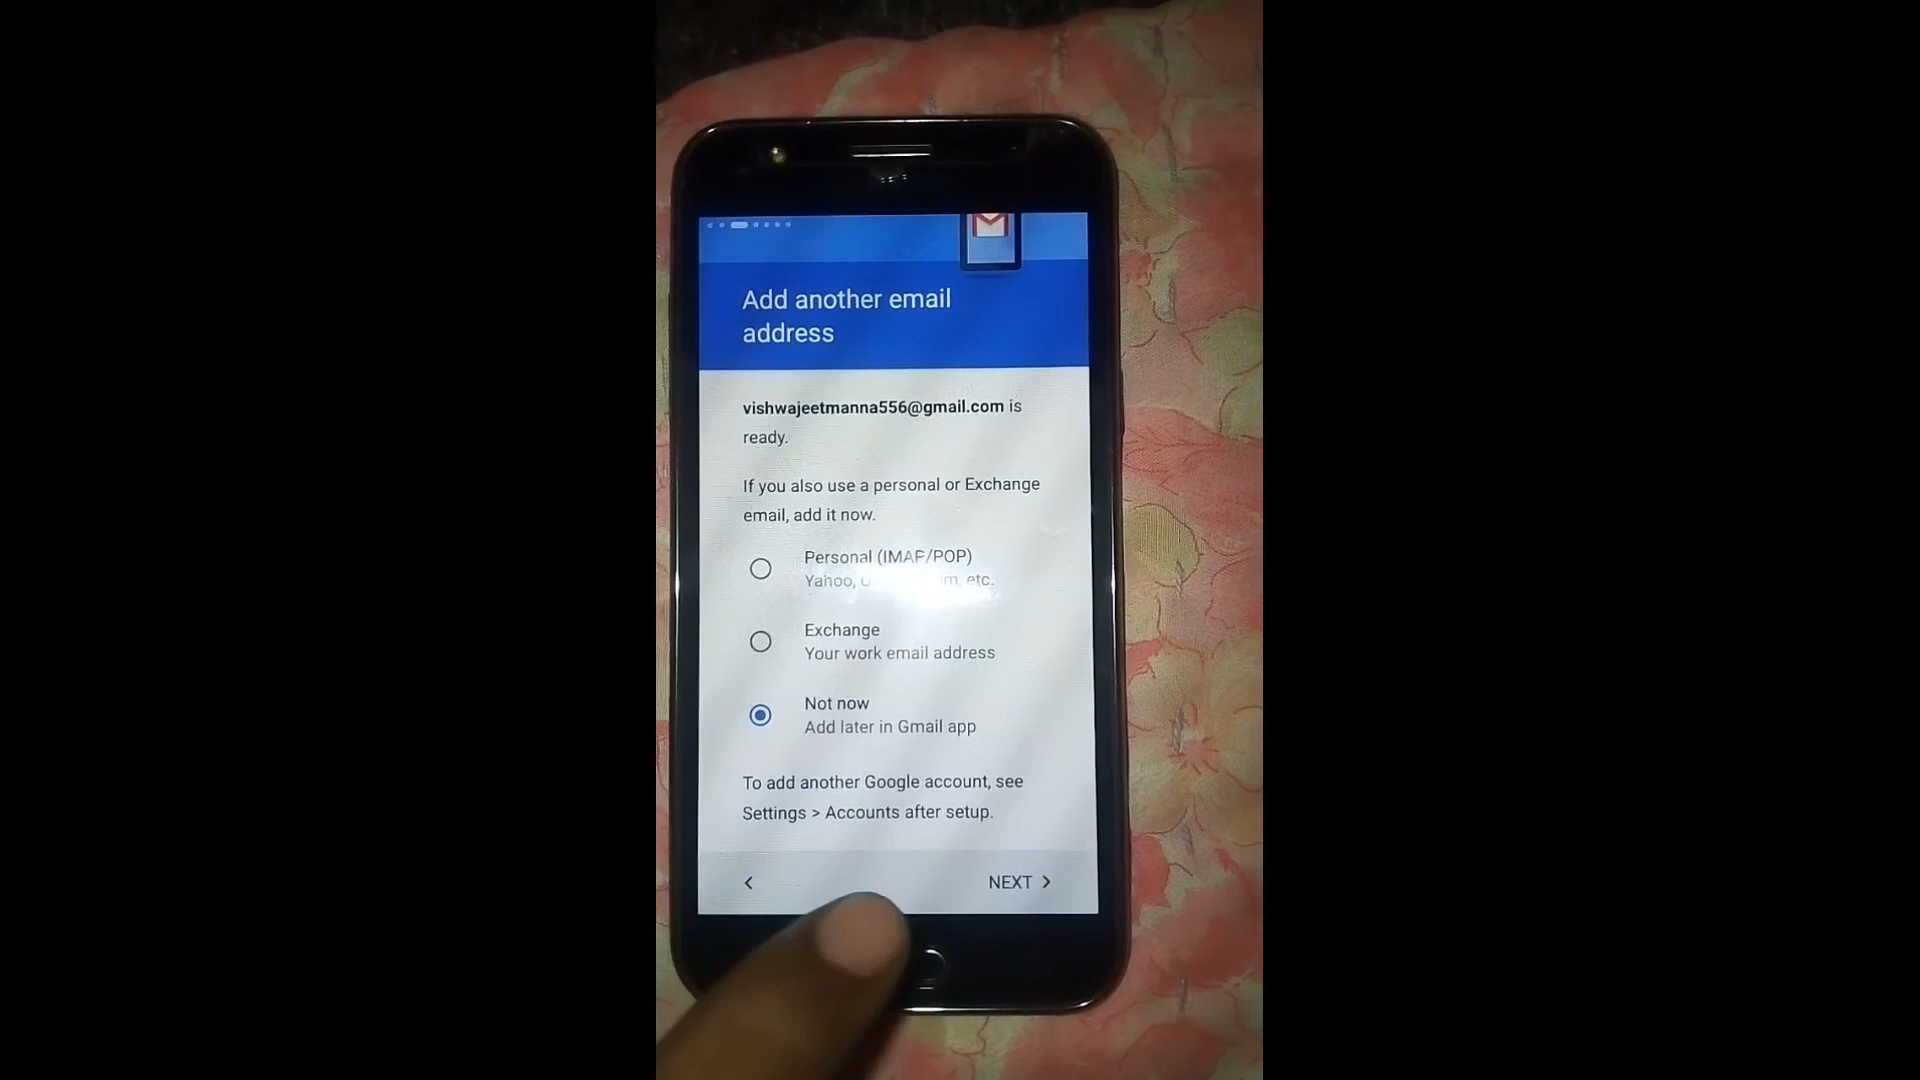 Add another email
address
vishwajeetmanna556@gmail.com is
ready.
If you also use a personal or Exchange
email, add it now.
Personal (IMAP/POP)
Yahoo, etc.
Exchange
Your work email address
Not now
Add later in Gmail app
To add another Google account, see
Settings > Accounts after setup.
NEXT